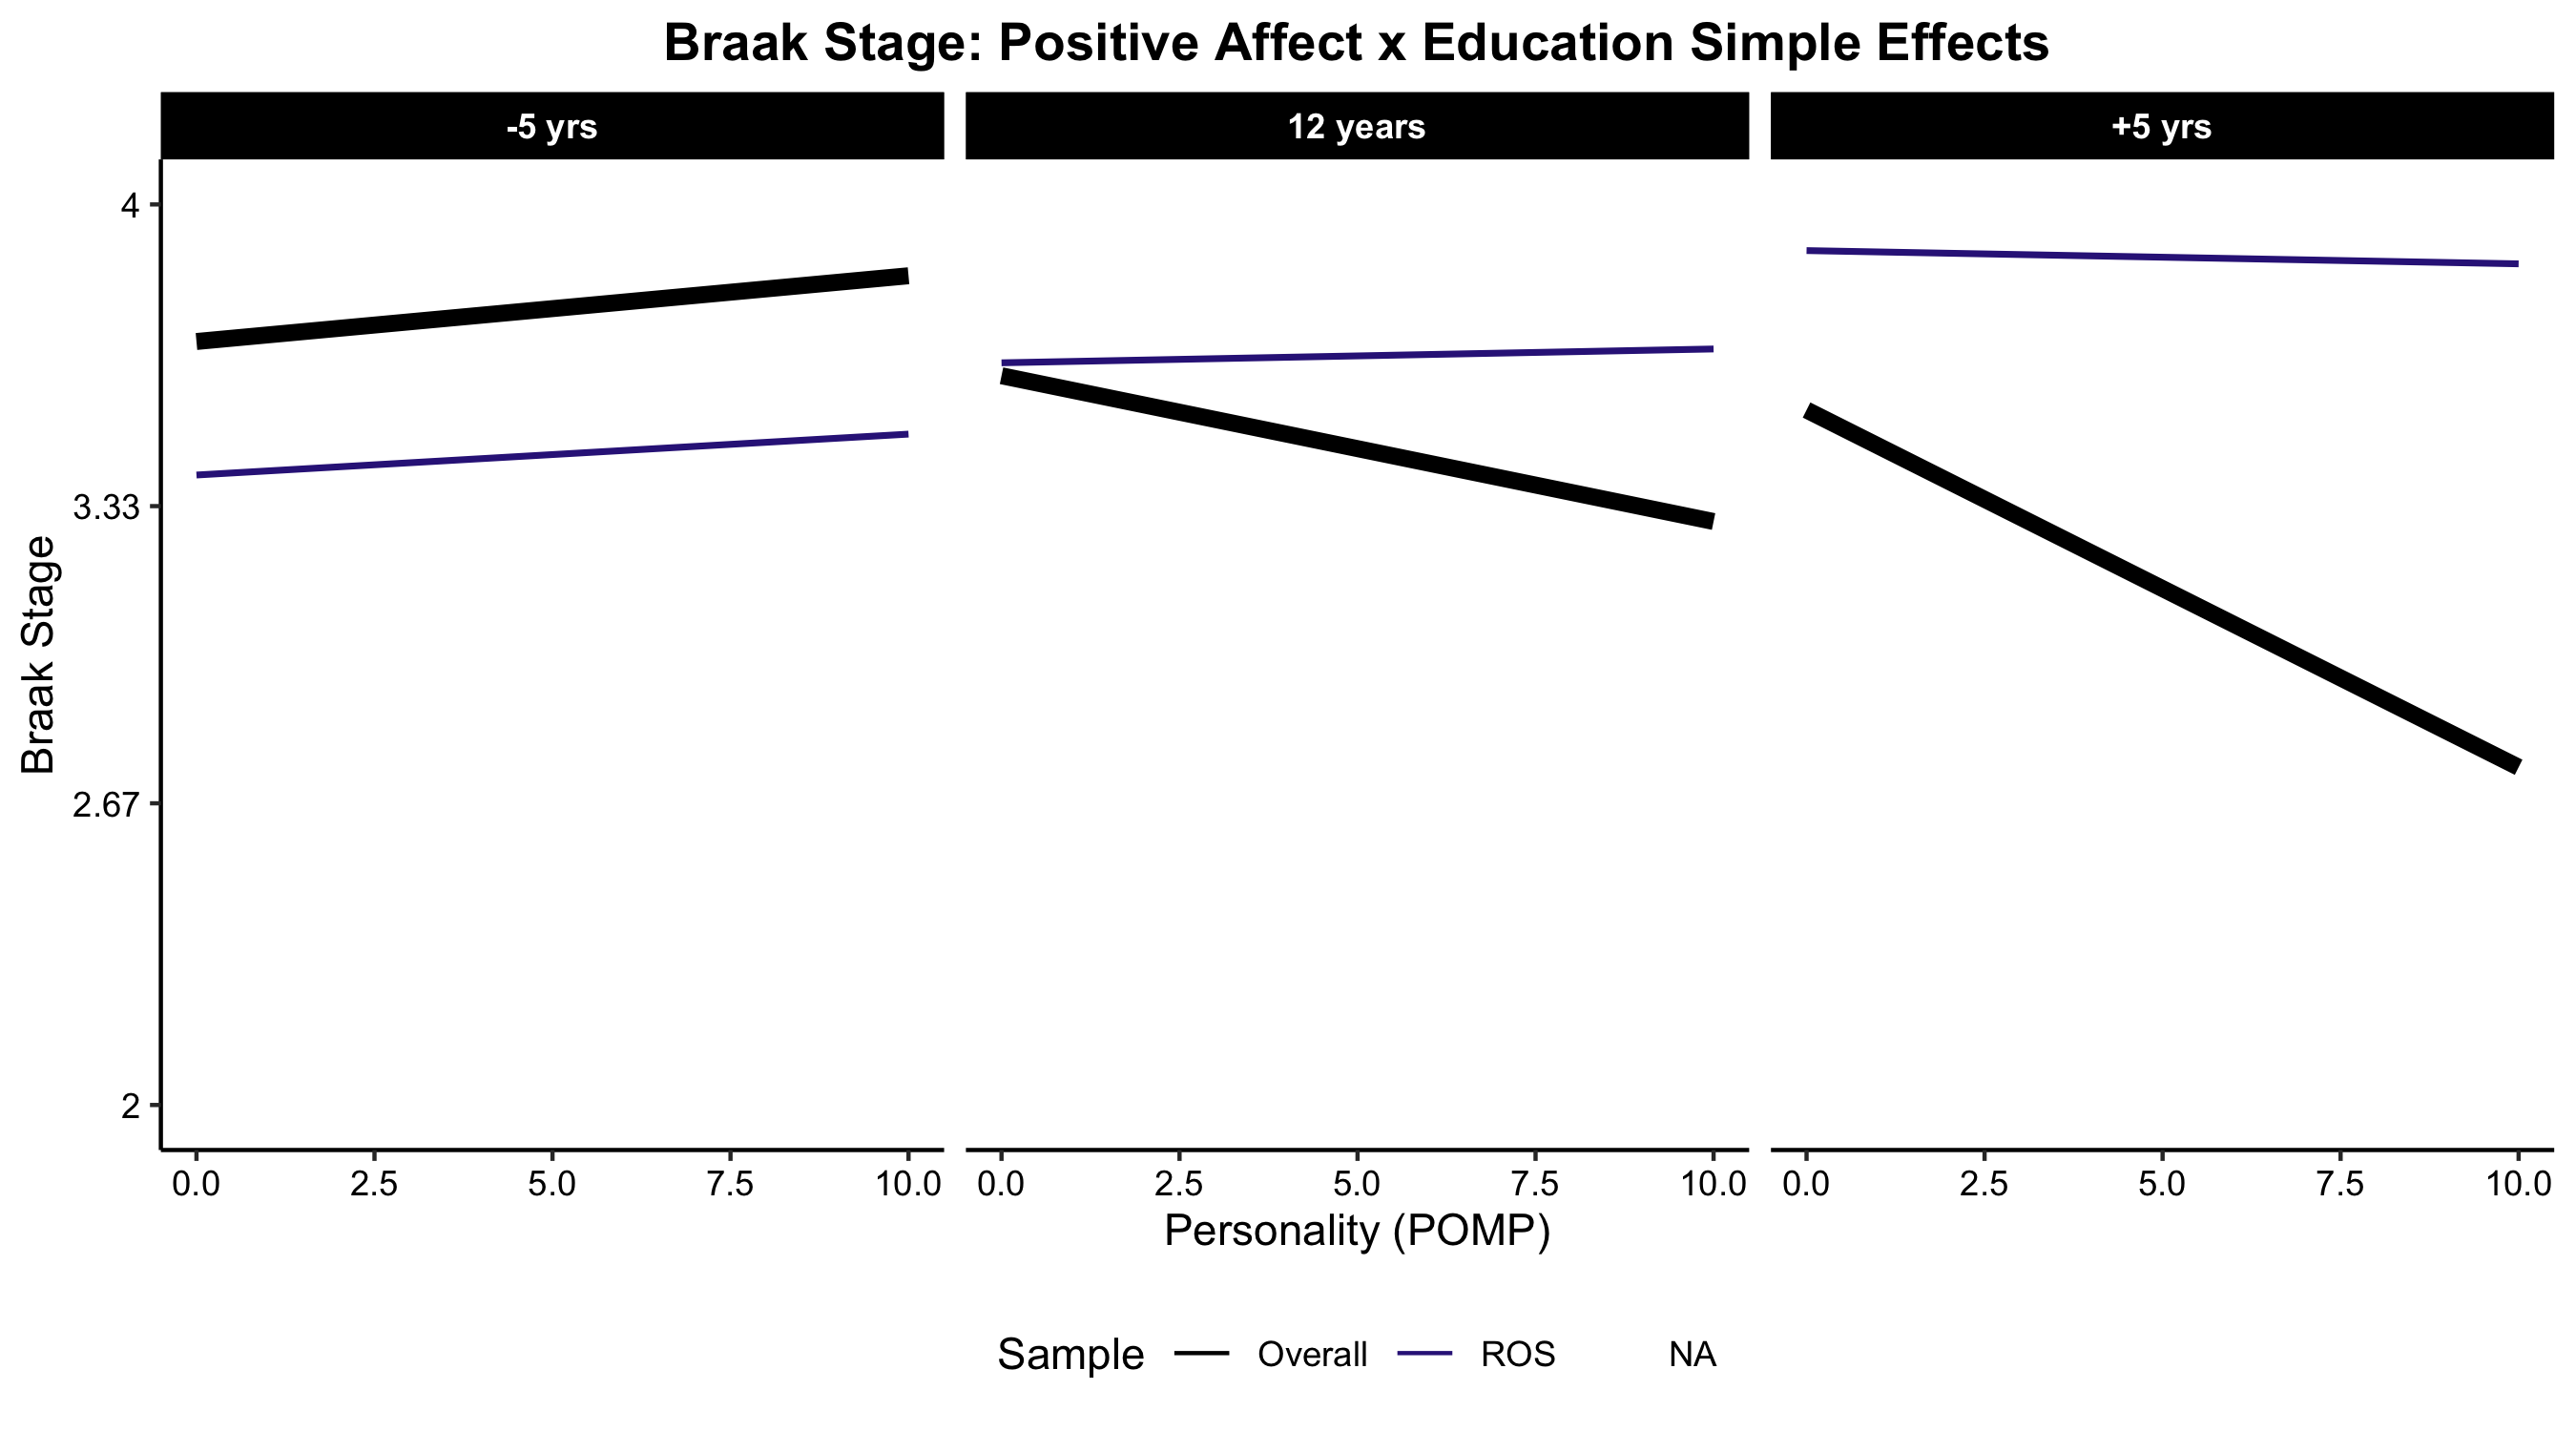 Braak Stage: Positive Affect x Education Simple Effects
-5 yrs 12 years +5 yrs
Braak Stage
4
3.33
2.67
2
0.0 2.5 5.0 7.5 10.0 0.0 2.5 5.0 7.5 10.0 0.0 2.5 5.0 7.5 10.0
Personality (POMP)
Sample Overall ROS NA